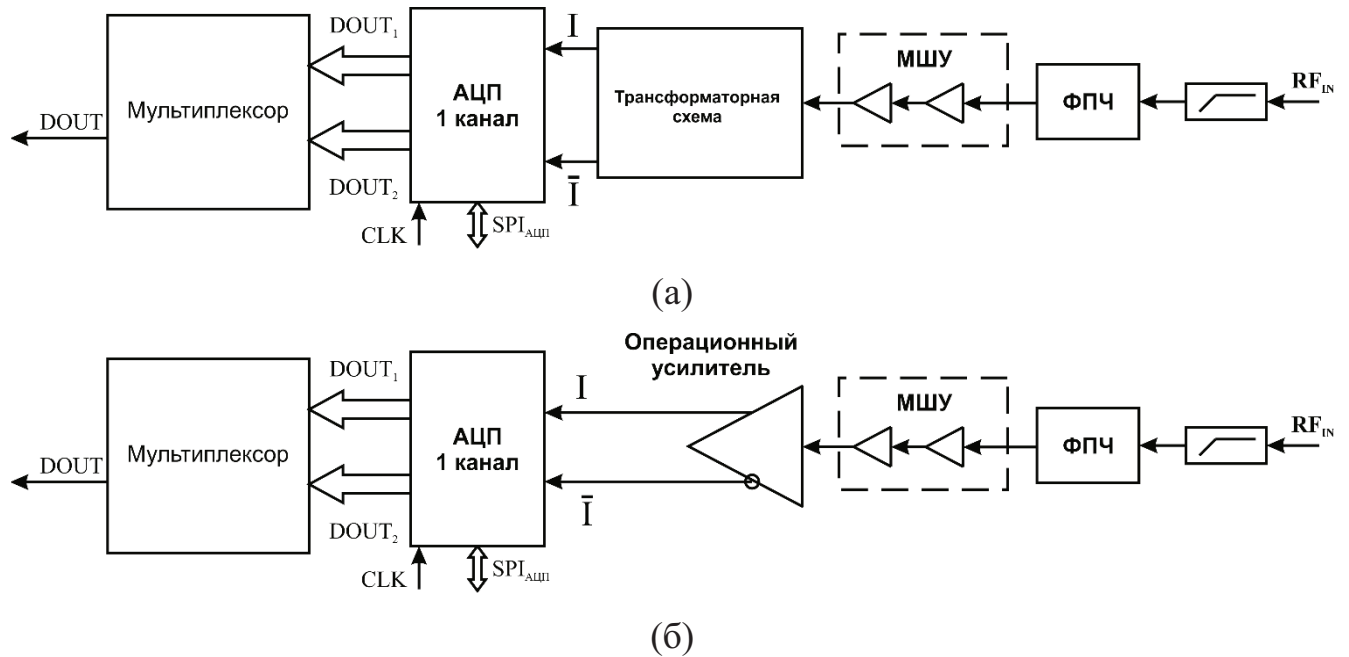 DOUT
Мультиплексор
DOUT₁
DOUT₂
АЦП
1 канал
CLK
SPI_АЦП
I
Ī
Трансформаторная
схема
МШУ
ФПЧ
RF_IN
(а)
DOUT
Мультиплексор
DOUT₁
DOUT₂
АЦП
1 канал
CLK
SPI_АЦП
I
Ī
Операционный
усилитель
МШУ
ФПЧ
RF_IN
(б)